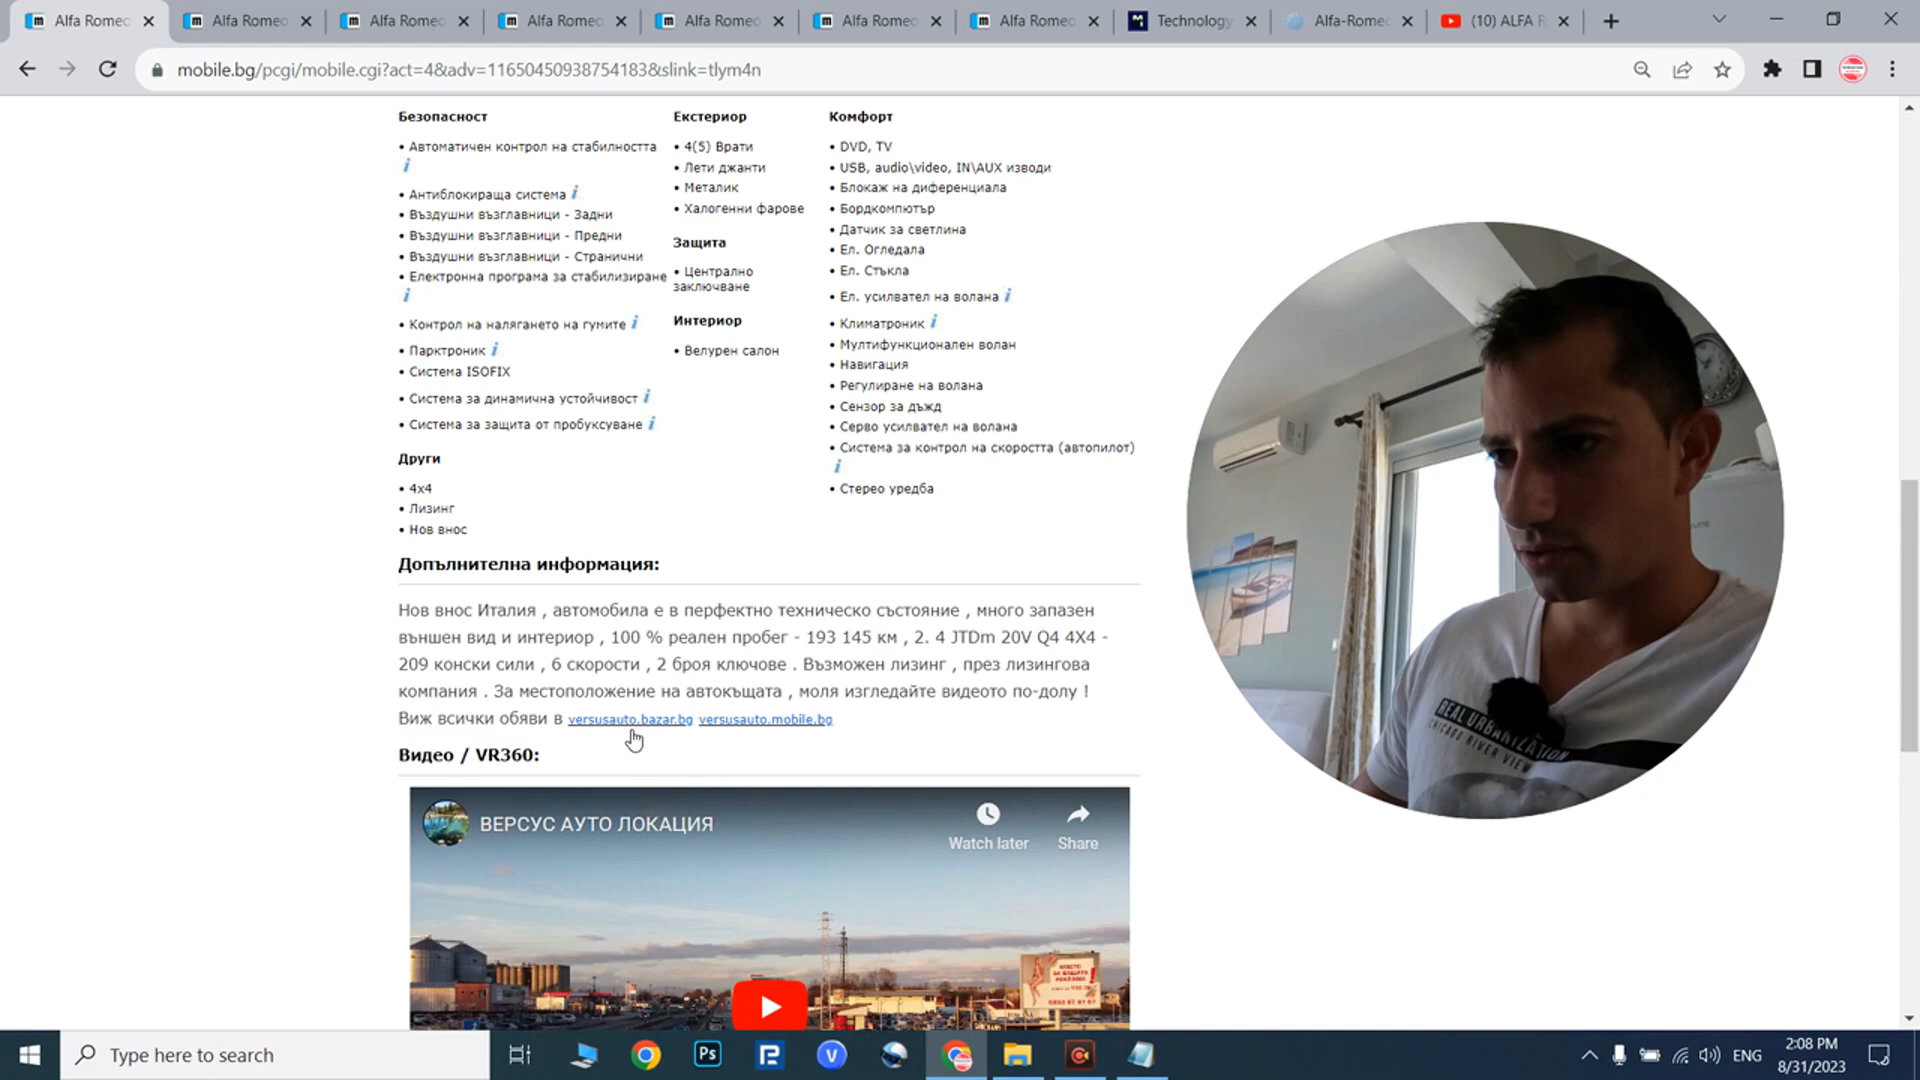 Alfa Romeo
Alfa Romeo
Alfa Romeo
Alfa Romeo
Alfa Romeo
Alfa Romeo
Alfa Romeo
Technology
Alfa-Rome
(10) ALFA R
mobile.bg/pcgi/mobile.cgi?act=4&adv=11650450938754183&slink=tlym4n
Безопасност
• Автоматичен контрол на стабилността
i
• Антиблокираща система i
• Въздушни възглавници - Задни
• Въздушни възглавници - Предни
• Въздушни възглавници - Странични
• Електронна програма за стабилизиране
i
• Контрол на налягането на гумите i
• Парктроник i
• Система ISOFIX
• Система за динамична устойчивост i
• Система за защита от пробуксуване i
Други
• 4x4
• Лизинг
• Нов внос
Екстериор
• 4(5) Врати
• Лети джанти
• Металик
• Халогенни фарове
Защита
• Централно
заключване
Интериор
• Велурен салон
Комфорт
• DVD, TV
• USB, audio\video, IN\AUX изводи
• Блокаж на диференциала
• Бордкомпютър
• Датчик за светлина
• Ел. Огледала
• Ел. Стъкла
• Ел. усилвател на волана i
• Климатроник i
• Мултифункционален волан
• Навигация
• Регулиране на волана
• Сензор за дъжд
• Серво усилвател на волана
• Система за контрол на скоростта (автопилот)
i
• Стерео уредба
Допълнителна информация:
Нов внос Италия , автомобила е в перфектно техническо състояние , много запазен
външен вид и интериор , 100 % реален пробег - 193 145 км , 2. 4 JTDm 20V Q4 4X4 -
209 конски сили , 6 скорости , 2 броя ключове . Възможен лизинг , през лизингова
компания . За местоположение на автокъщата , моля изгледайте видеото по-долу !
Виж всички обяви в versusauto.bazar.bg versusauto.mobile.bg
Видео / VR360:
ВЕРСУС АУТО ЛОКАЦИЯ
Watch later
Share
REAL URBANIZATION
CHICAGO RIVER VIEW
Type here to search
Ps
V
ENG
2:08 PM
8/31/2023